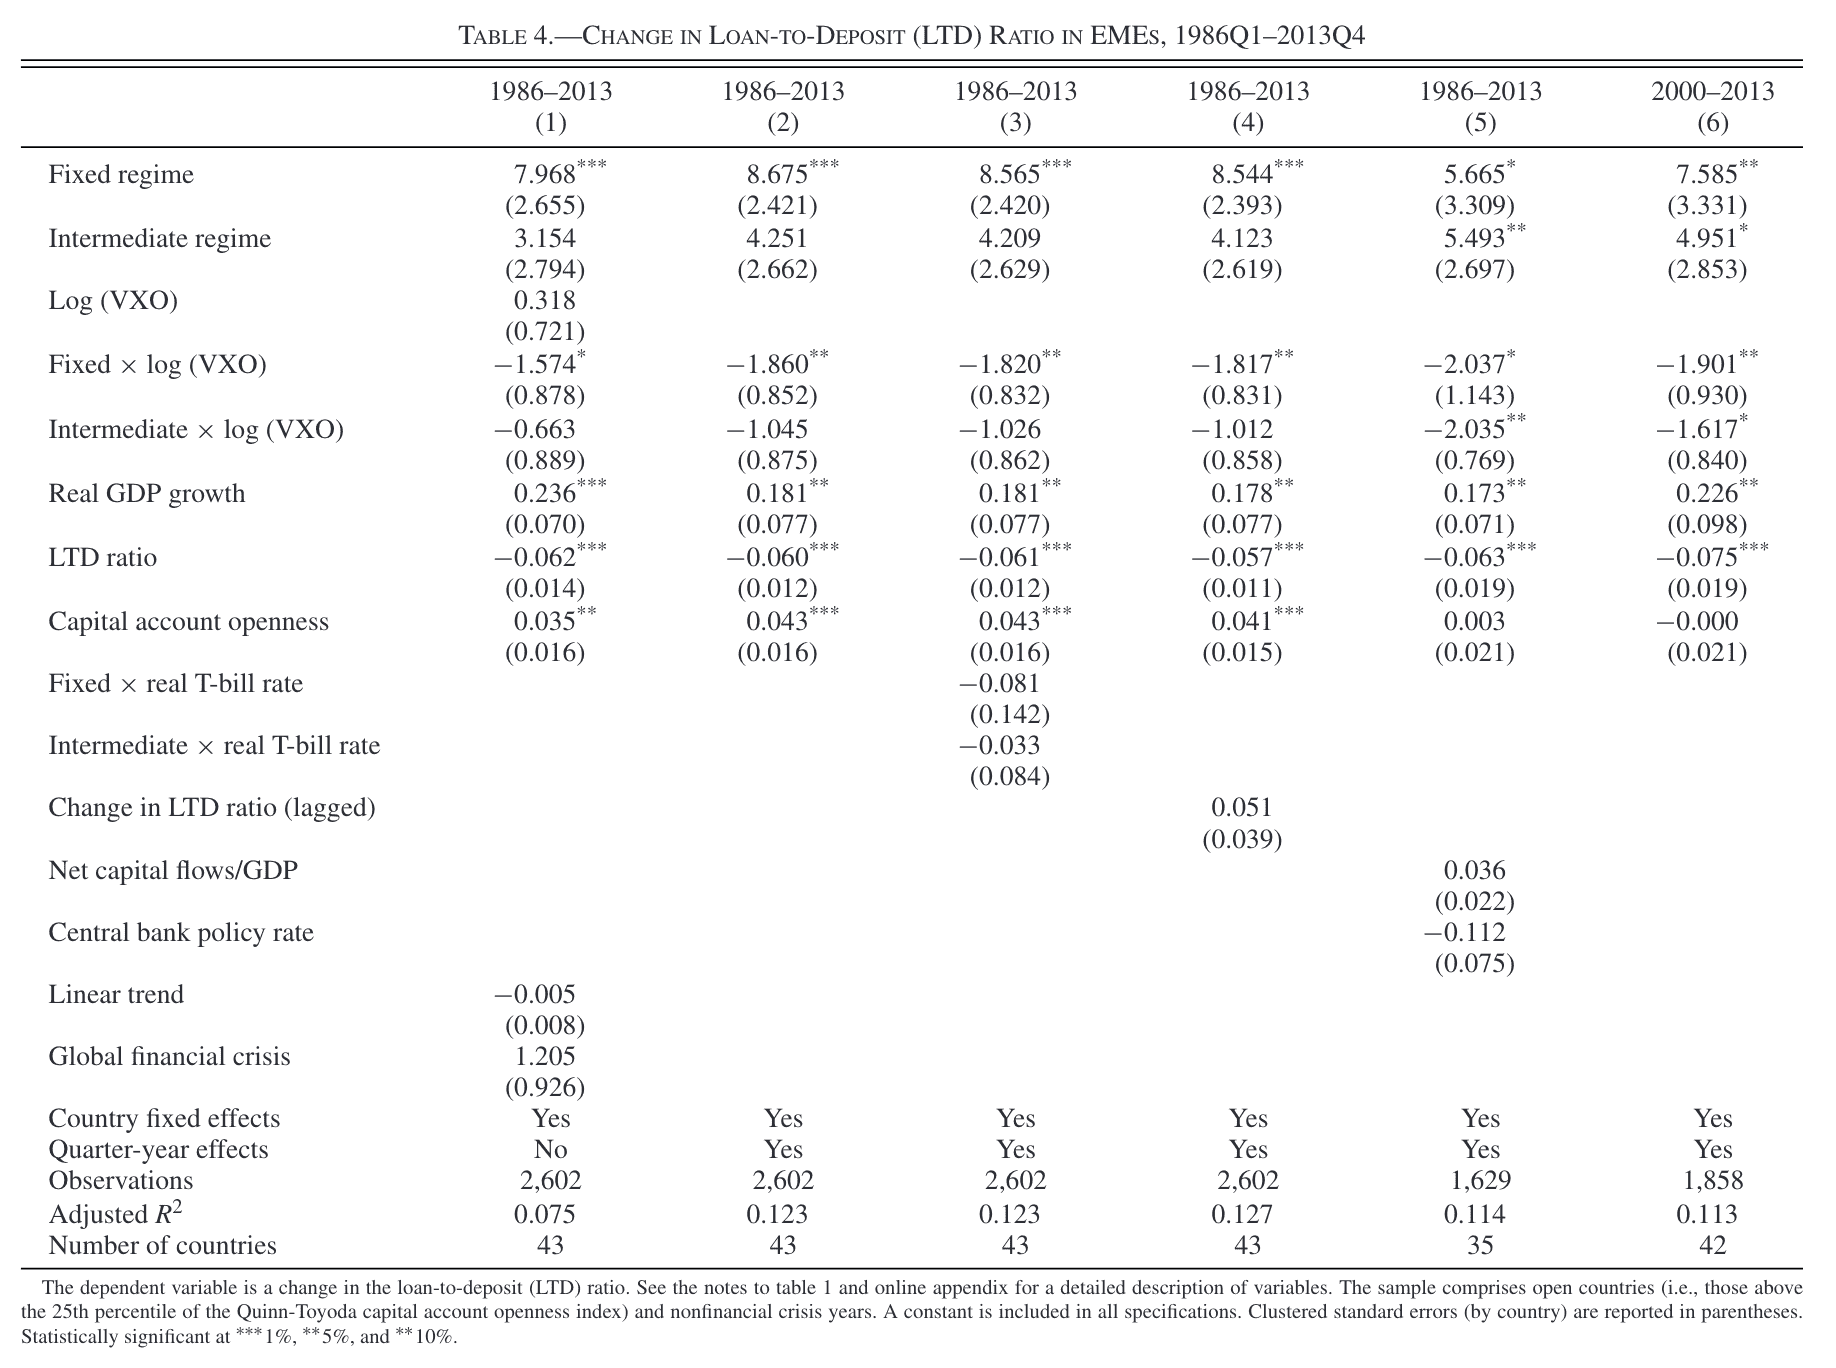 TABLE 4.—CHANGE IN LOAN-TO-DEPOSIT (LTD) RATIO IN EMES, 1986Q1–2013Q4
1986–2013 1986–2013 1986–2013 1986–2013 1986–2013 2000–2013
(1) (2) (3) (4) (5) (6)
Fixed regime 7.968*** 8.675*** 8.565*** 8.544*** 5.665* 7.585**
(2.655) (2.421) (2.420) (2.393) (3.309) (3.331)
Intermediate regime 3.154 4.251 4.209 4.123 5.493** 4.951*
(2.794) (2.662) (2.629) (2.619) (2.697) (2.853)
Log (VXO) 0.318
(0.721)
Fixed × log (VXO) −1.574* −1.860** −1.820** −1.817** −2.037* −1.901**
(0.878) (0.852) (0.832) (0.831) (1.143) (0.930)
Intermediate × log (VXO) −0.663 −1.045 −1.026 −1.012 −2.035** −1.617*
(0.889) (0.875) (0.862) (0.858) (0.769) (0.840)
Real GDP growth 0.236*** 0.181** 0.181** 0.178** 0.173** 0.226**
(0.070) (0.077) (0.077) (0.077) (0.071) (0.098)
LTD ratio −0.062*** −0.060*** −0.061*** −0.057*** −0.063*** −0.075***
(0.014) (0.012) (0.012) (0.011) (0.019) (0.019)
Capital account openness 0.035** 0.043*** 0.043*** 0.041*** 0.003 −0.000
(0.016) (0.016) (0.016) (0.015) (0.021) (0.021)
Fixed × real T-bill rate −0.081
(0.142)
Intermediate × real T-bill rate −0.033
(0.084)
Change in LTD ratio (lagged) 0.051
(0.039)
Net capital flows/GDP 0.036
(0.022)
Central bank policy rate −0.112
(0.075)
Linear trend −0.005
(0.008)
Global financial crisis 1.205
(0.926)
Country fixed effects Yes Yes Yes Yes Yes Yes
Quarter-year effects No Yes Yes Yes Yes Yes
Observations 2,602 2,602 2,602 2,602 1,629 1,858
Adjusted R² 0.075 0.123 0.123 0.127 0.114 0.113
Number of countries 43 43 43 43 35 42
The dependent variable is a change in the loan-to-deposit (LTD) ratio. See the notes to table 1 and online appendix for a detailed description of variables. The sample comprises open countries (i.e., those above
the 25th percentile of the Quinn-Toyoda capital account openness index) and nonfinancial crisis years. A constant is included in all specifications. Clustered standard errors (by country) are reported in parentheses.
Statistically significant at ***1%, **5%, and **10%.